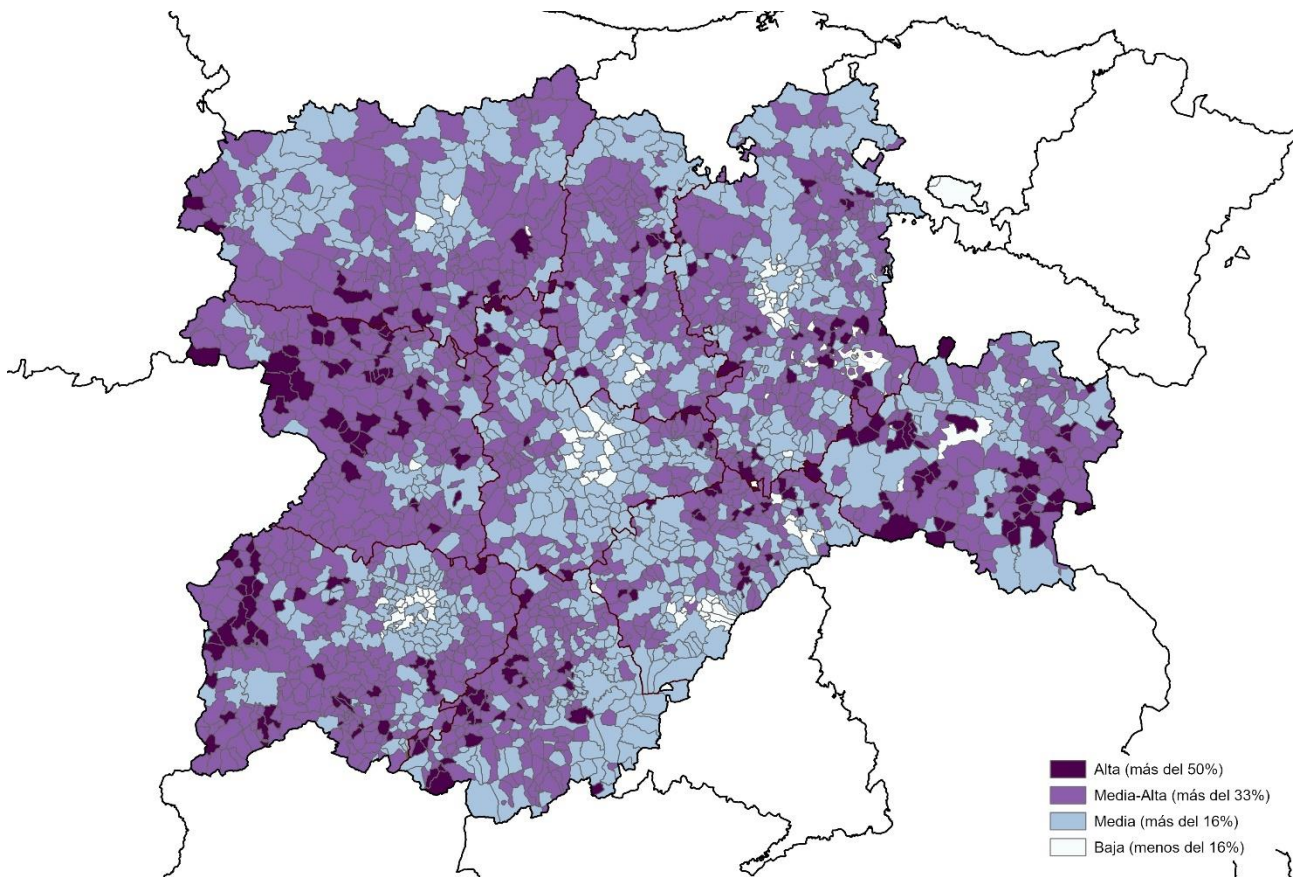 Alta (más del 50%)
Media-Alta (más del 33%)
Media (más del 16%)
Baja (menos del 16%)